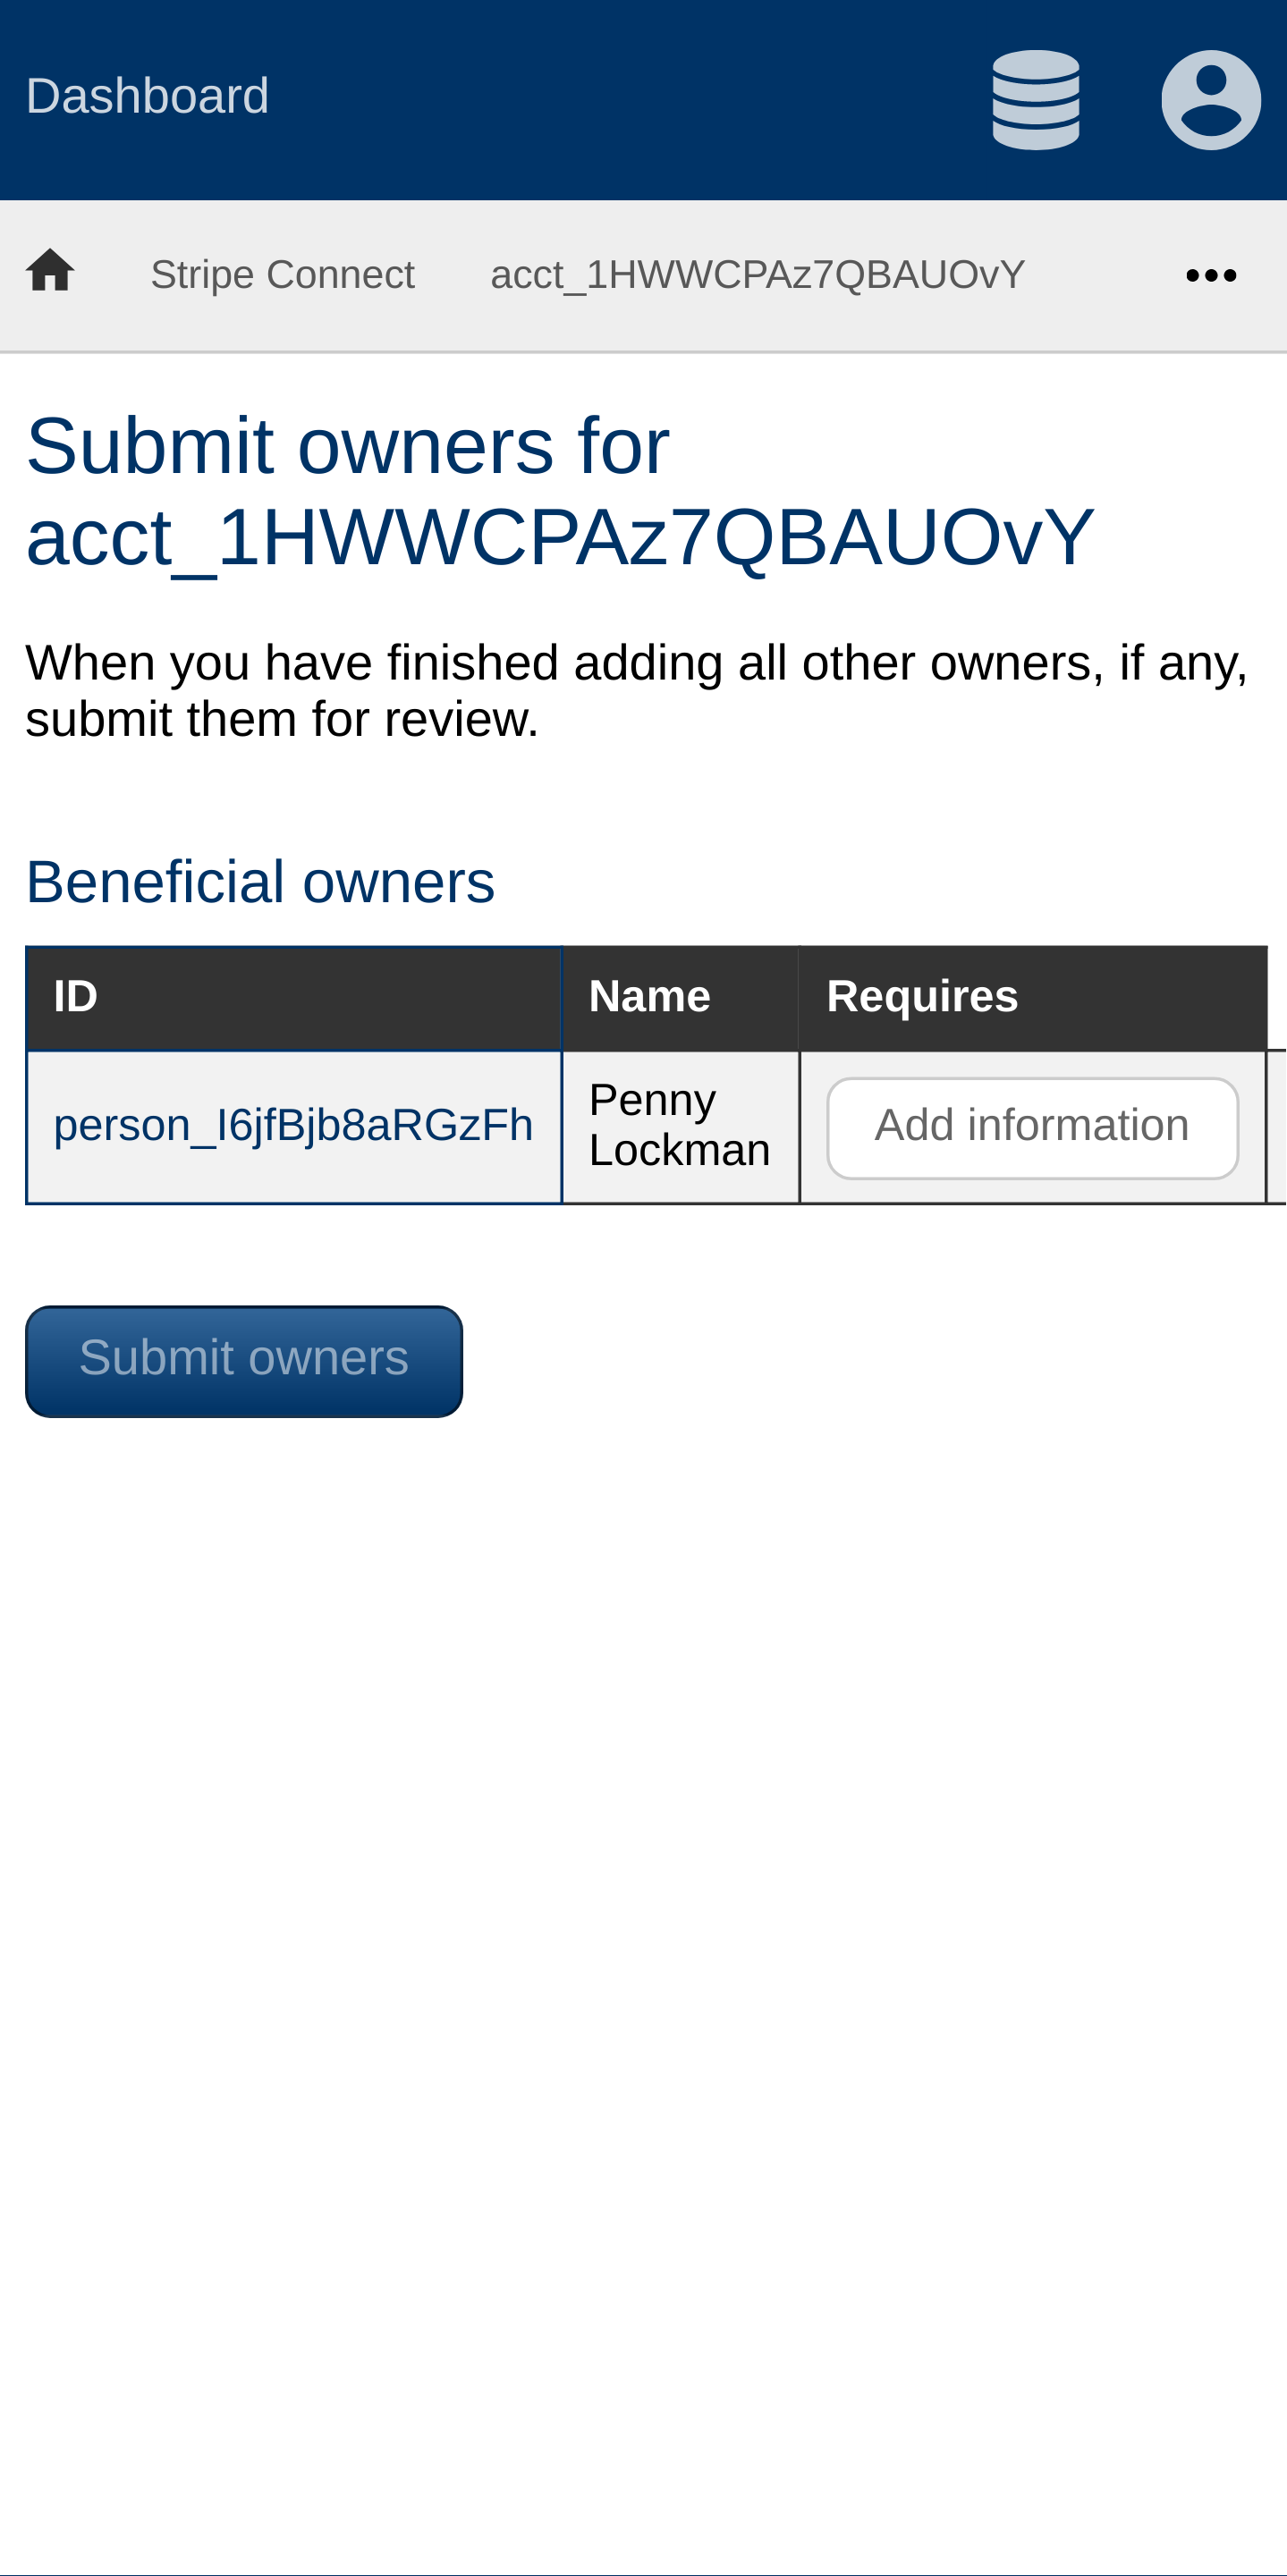 Dashboard
Stripe Connect acct_1HWWCPAz7QBAUOvY
Submit owners for
acct_1HWWCPAz7QBAUOvY
When you have finished adding all other owners, if any,
submit them for review.
Beneficial owners
ID Name Requires
person_I6jfBjb8aRGzFh Penny Lockman Add information
Submit owners